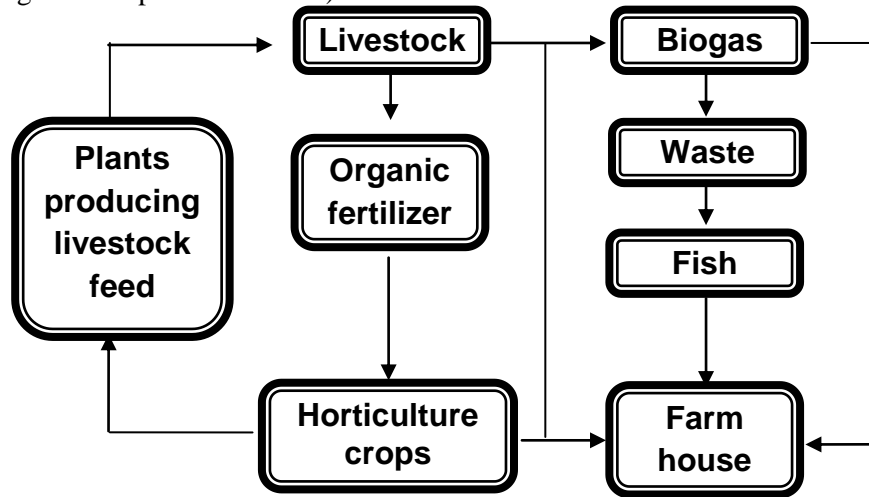 Livestock
Biogas
Plants
producing
livestock
feed
Organic
fertilizer
Waste
Fish
Horticulture
crops
Farm
house